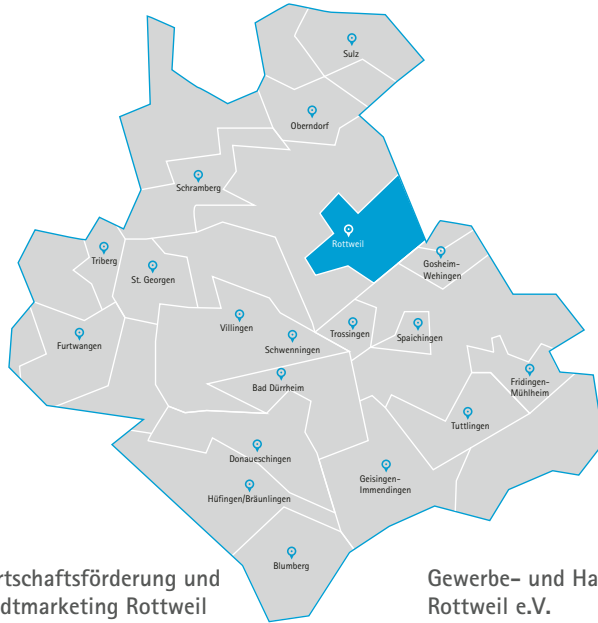 Sulz
Oberndorf
Schramberg
Rottweil
Triberg
St. Georgen
Gosheim-
Wehingen
Villingen
Trossingen
Spaichingen
Furtwangen
Schwenningen
Bad Dürrheim
Fridingen-
Mühlheim
Tuttlingen
Donaueschingen
Geisingen-
Immendingen
Hüfingen/Bräunlingen
Blumberg
rtschaftsförderung und
dtmarketing Rottweil
Gewerbe- und Ha
Rottweil e.V.